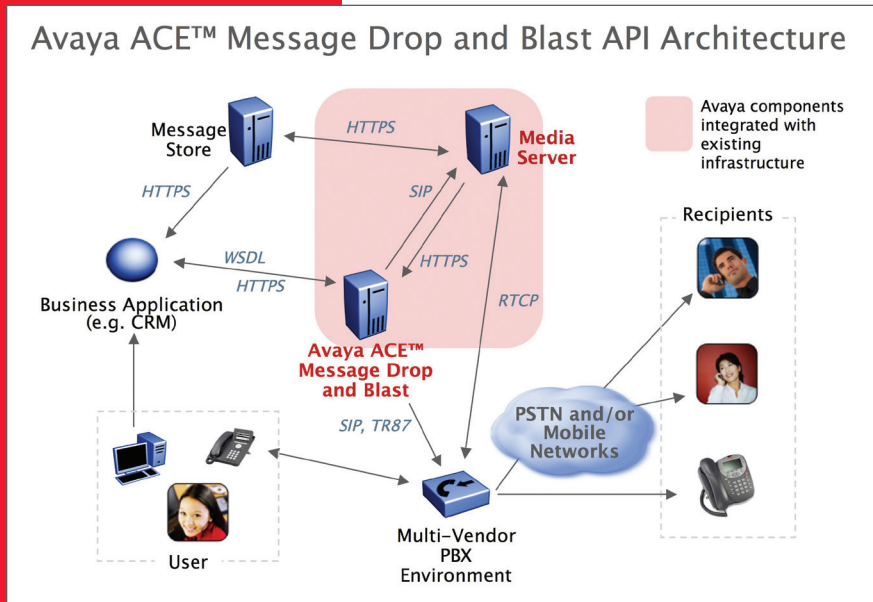 Avaya ACE™ Message Drop and Blast API Architecture
Message
Store
HTTPS
Media
Server
Avaya components
integrated with
existing
infrastructure
HTTPS
SIP
Recipients
WSDL
HTTPS
HTTPS
RTCP
Business Application
(e.g. CRM)
Avaya ACE™
Message Drop
and Blast
SIP, TR87
PSTN and/or
Mobile
Networks
User
Multi-Vendor
PBX
Environment